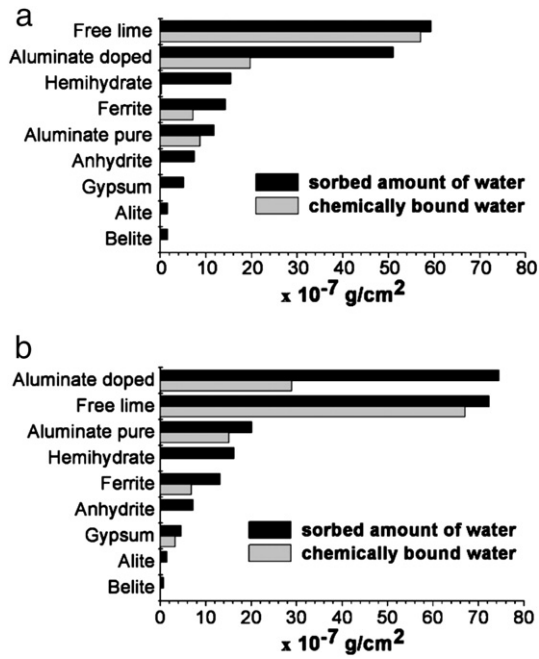 a
Free lime
Aluminate doped
Hemihydrate
Ferrite
Aluminate pure
Anhydrite
Gypsum
Alite
Belite
sorbed amount of water
chemically bound water
0 10 20 30 40 50 60 70 80
x 10-7 g/cm2
b
Aluminate doped
Free lime
Aluminate pure
Hemihydrate
Ferrite
Anhydrite
Gypsum
Alite
Belite
sorbed amount of water
chemically bound water
0 10 20 30 40 50 60 70 80
x 10-7 g/cm2